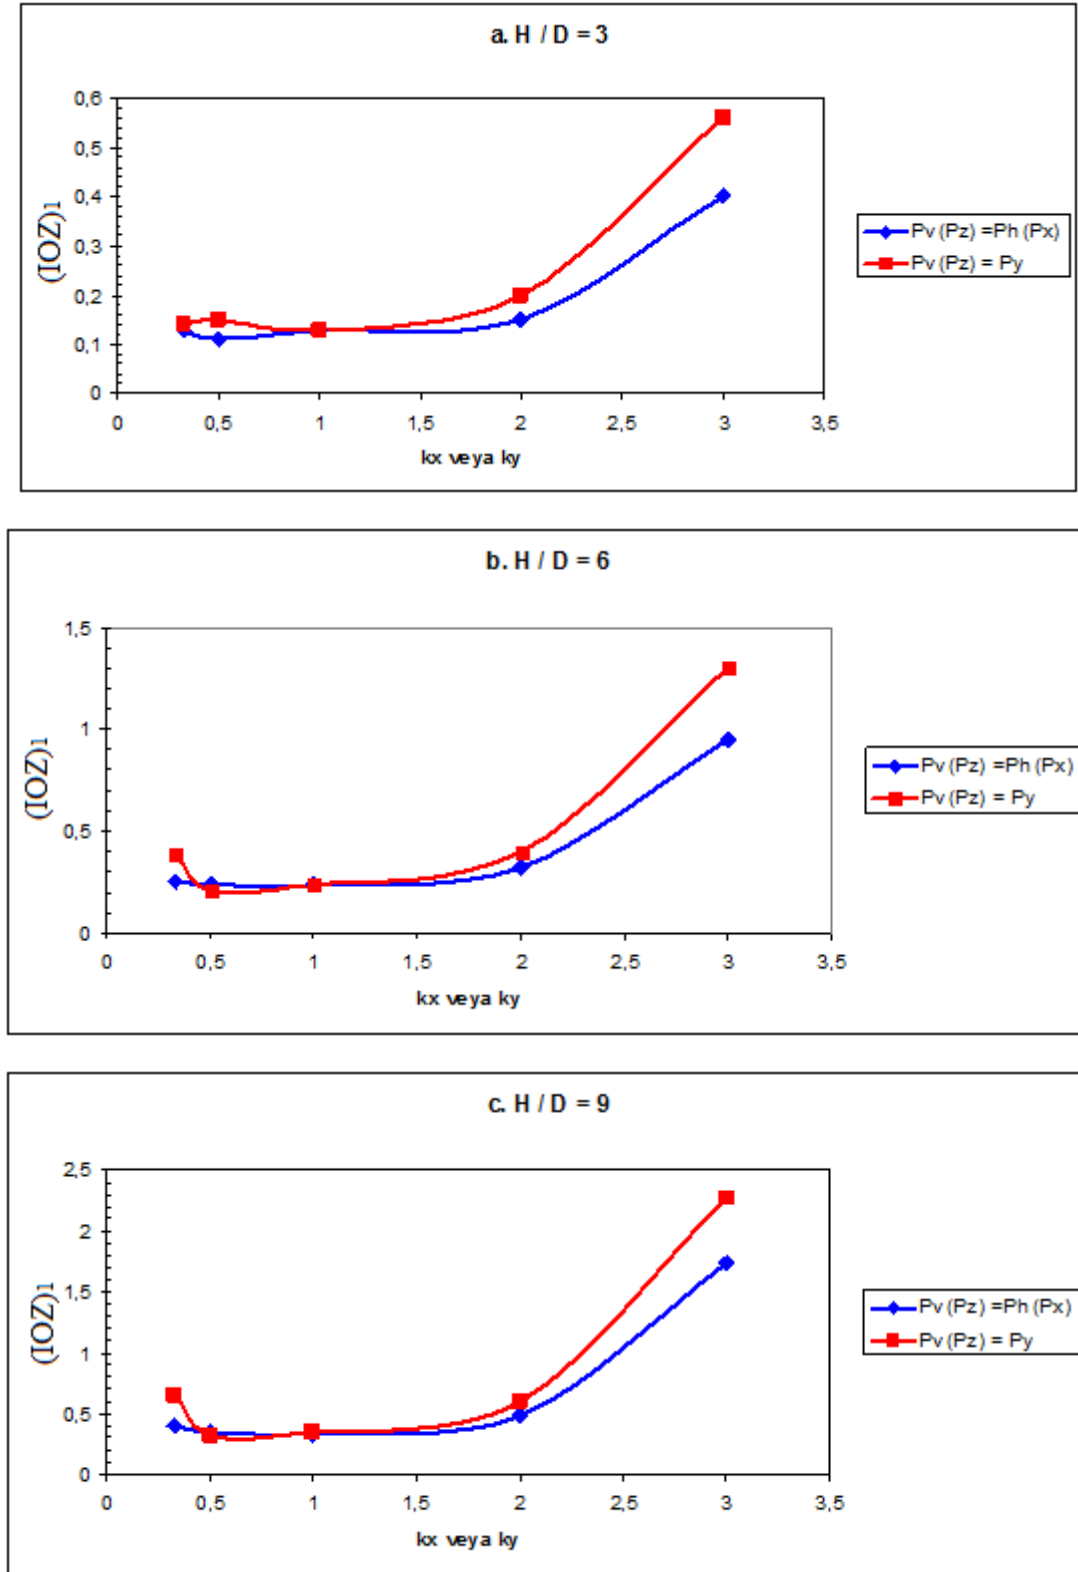 a. H / D = 3
0,6
0,5
0,4
0,3
0,2
0,1
0
(IOZ)1
0 0,5 1 1,5 2 2,5 3 3,5
kx veya ky
Pv (Pz) =Ph (Px)
Pv (Pz) = Py
b. H / D = 6
1,5
1
0,5
0
(IOZ)1
0 0,5 1 1,5 2 2,5 3 3,5
kx veya ky
Pv (Pz) =Ph (Px)
Pv (Pz) = Py
c. H / D = 9
2,5
2
1,5
1
0,5
0
(IOZ)1
0 0,5 1 1,5 2 2,5 3 3,5
kx veya ky
Pv (Pz) =Ph (Px)
Pv (Pz) = Py